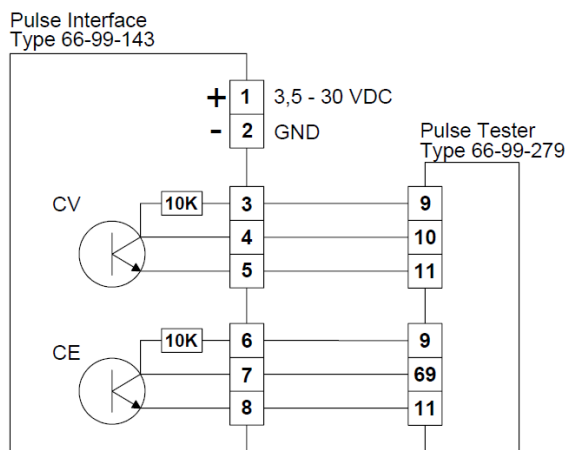 Pulse Interface
Type 66-99-143
+ 1 3,5 - 30 VDC
- 2 GND
Pulse Tester
Type 66-99-279
CV 10K 3 9
4 10
5 11
CE 10K 6 9
7 69
8 11